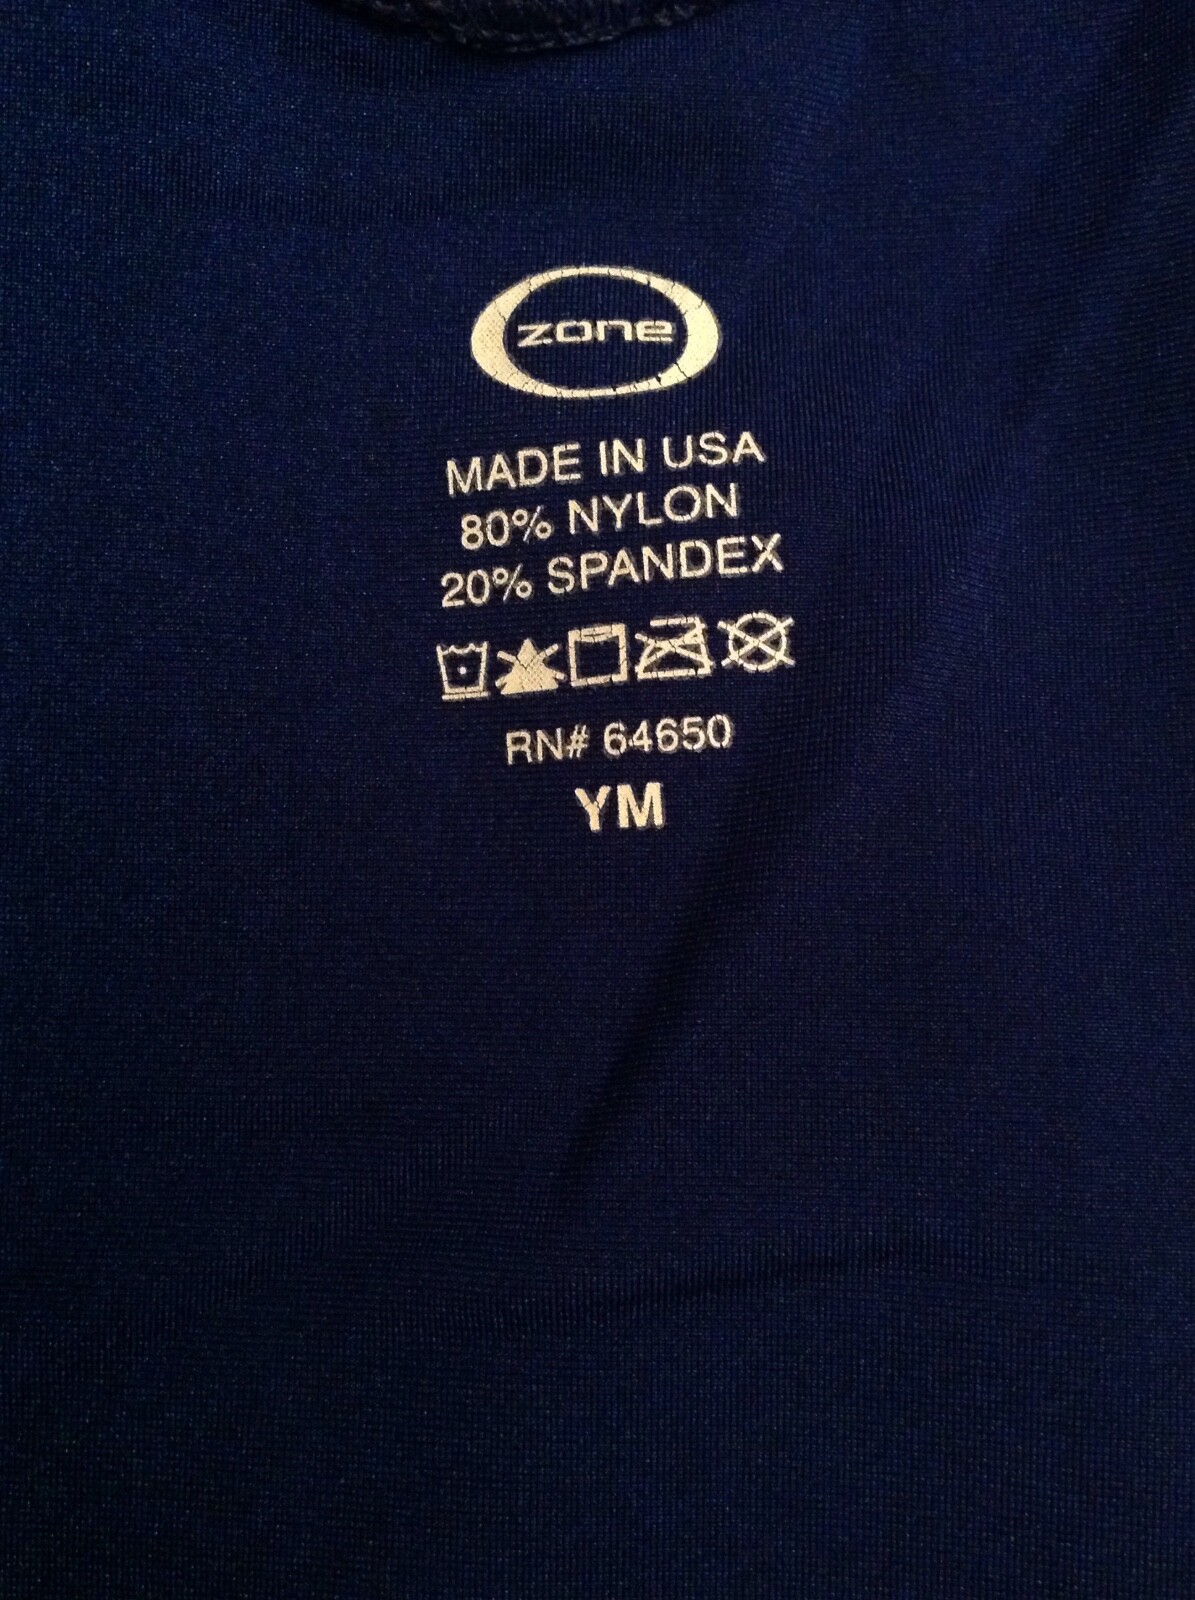 zone
MADE IN USA
80% NYLON
20% SPANDEX
RN# 64650
YM